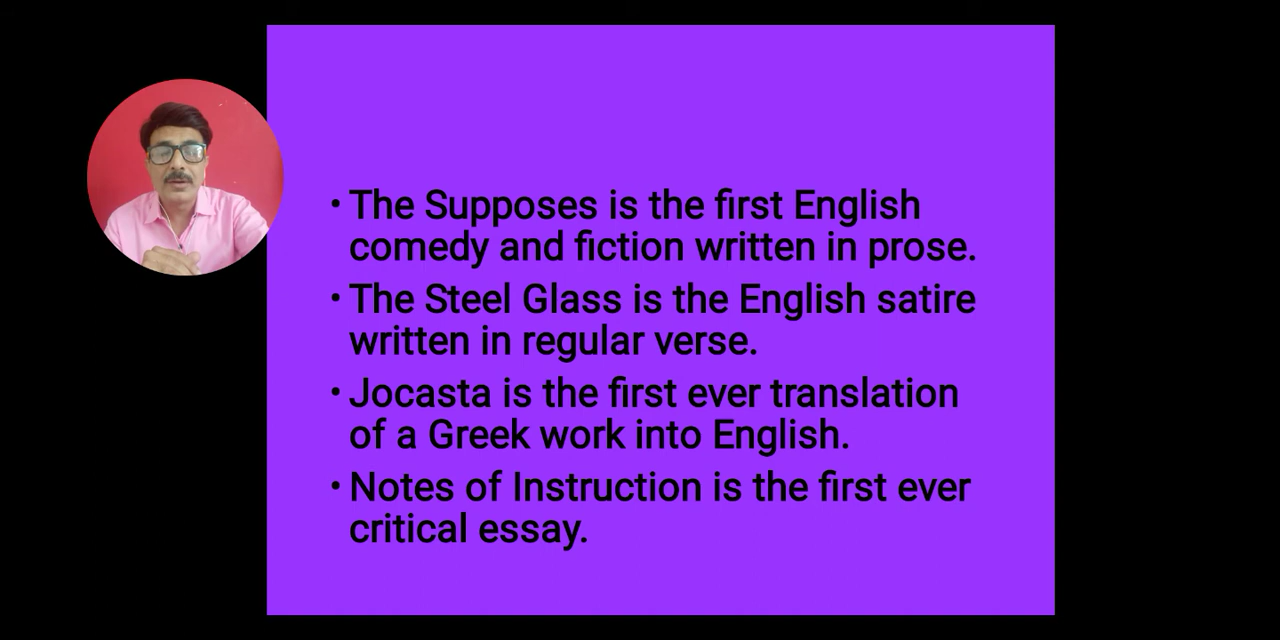 • The Supposes is the first English
comedy and fiction written in prose.
• The Steel Glass is the English satire
written in regular verse.
• Jocasta is the first ever translation
of a Greek work into English.
• Notes of Instruction is the first ever
critical essay.